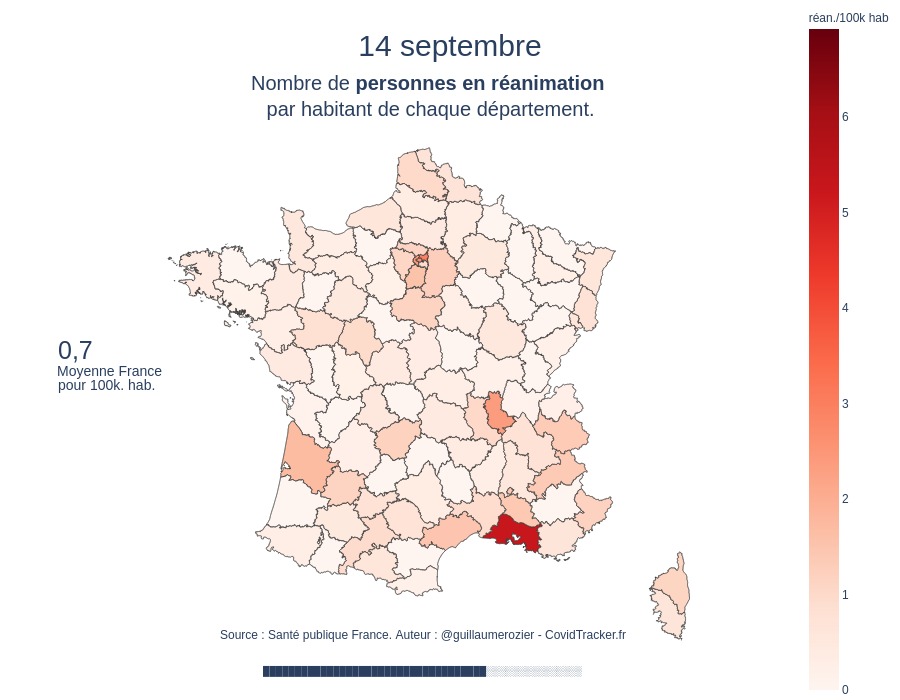 réan./100k hab
14 septembre
Nombre de personnes en réanimation
par habitant de chaque département.
6
5
4
3
2
1
0
0,7
Moyenne France
pour 100k. hab.
Source : Santé publique France. Auteur : @guillaumerozier - CovidTracker.fr